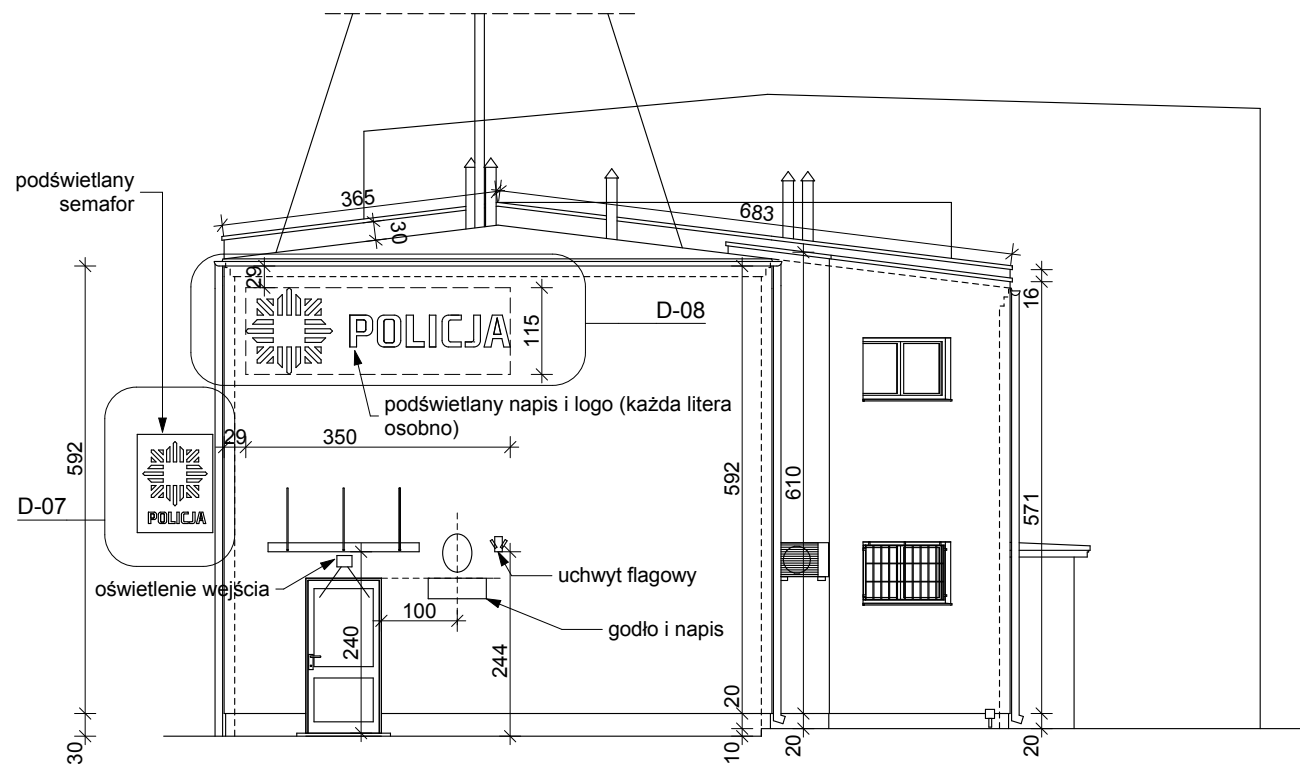 podświetlany
semafor
365
30
683
29
POLICJA
115
D-08
16
podświetlany napis i logo (każda litera
osobno)
29
350
592
592
610
571
D-07
POLICJA
oświetlenie wejścia
uchwyt flagowy
100
godło i napis
240
244
20
30
10
20
20